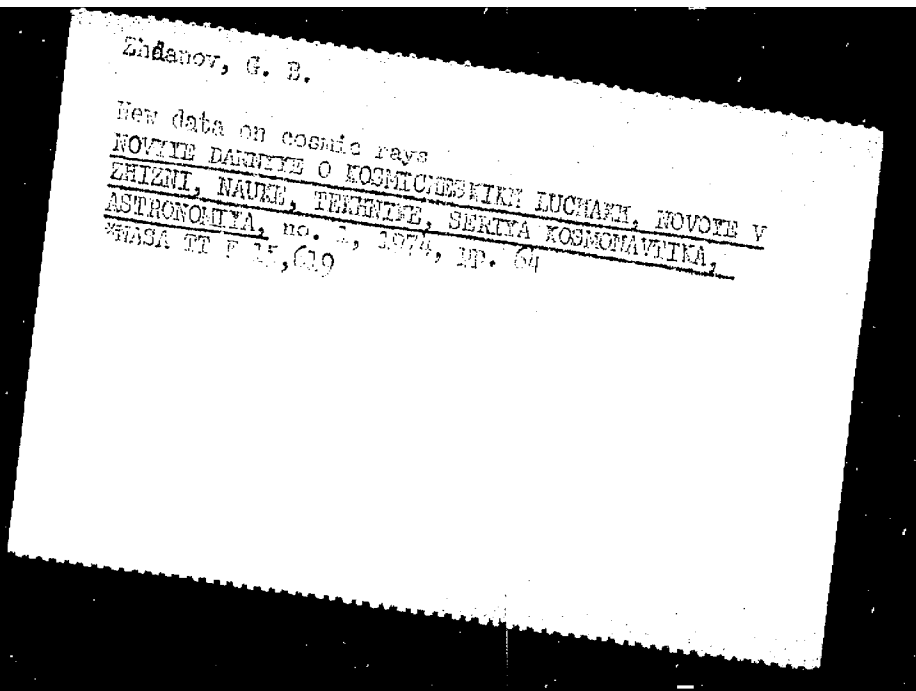 Zhdanov, G. B.
New data on cosmic rays
NOVYYE DANNYYE O KOSMICHESKIKH LUCHAKH, NOVOYE V
ZHIZNI, NAUKE, TEKHNIKE, SERIYA KOSMONAVTIKA,
ASTRONOMIYA, no. 1, 1974, pp. 64
*NASA TT F 15,619